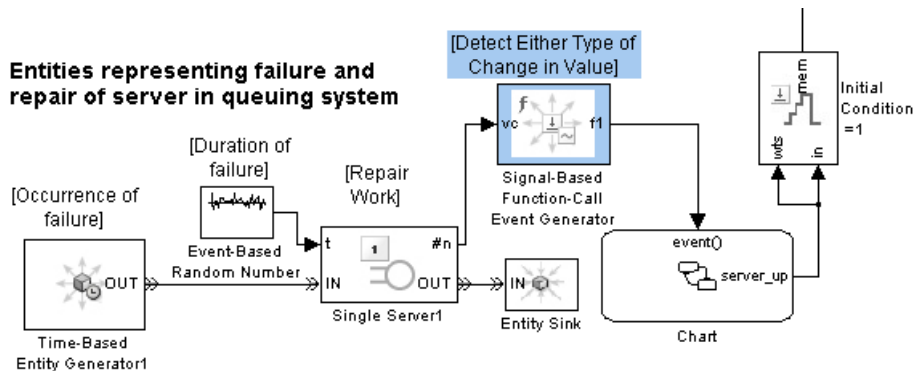 Entities representing failure and
repair of server in queuing system
[Detect Either Type of
Change in Value]
vc
f1
Signal-Based
Function-Call
Event Generator
mem
sts
in
Initial
Condition
=1
[Duration of
failure]
Event-Based
Random Number
[Occurrence of
failure]
OUT
Time-Based
Entity Generator1
[Repair
Work]
t
1
#n
IN
OUT
Single Server1
IN
Entity Sink
event()
server_up
Chart